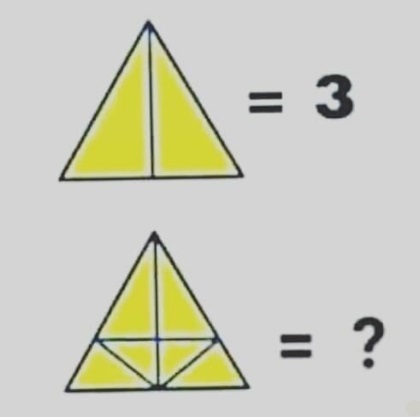 = 3
= ?